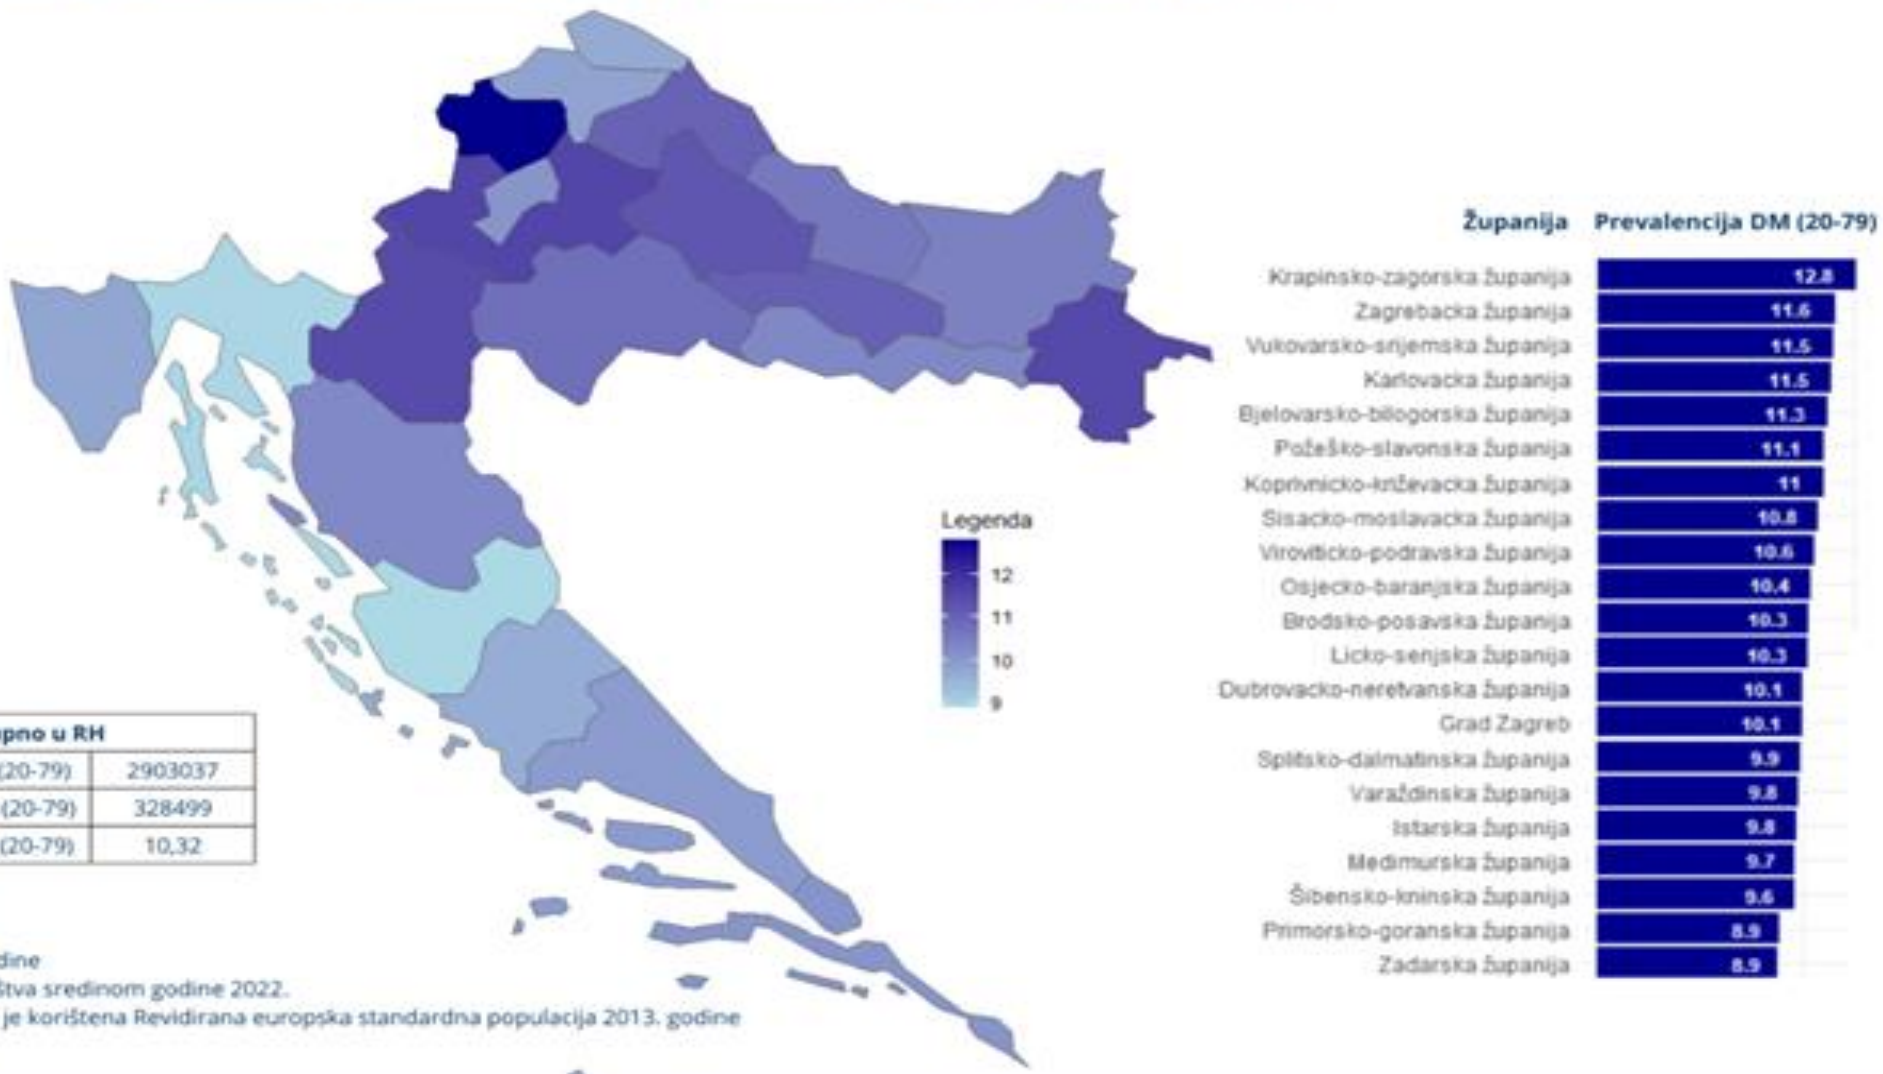 Županija Prevalencija DM (20-79)
Krapinsko-zagorska županija 12.8
Zagrebacka županija 11.6
Vukovarsko-srijemska županija 11.5
Karlovacka županija 11.5
Bjelovarsko-bilogorska županija 11.3
Požeško-slavonska županija 11.1
Koprivnicko-križevacka županija 11
Sisacko-moslavacka županija 10.8
Viroviticko-podravska županija 10.6
Osjecko-baranjska županija 10.4
Brodsko-posavska županija 10.3
Licko-senjska županija 10.3
Dubrovacko-neretvanska županija 10.1
Grad Zagreb 10.1
Splitsko-dalmatinska županija 9.9
Varaždinska županija 9.8
Istarska županija 9.8
Medimurska županija 9.7
Šibensko-kninska županija 9.6
Primorsko-goranska županija 8.9
Zadarska županija 8.9
Legenda
12
11
10
9
pno u RH
(20-79) 2903037
(20-79) 328499
(20-79) 10,32
dine
štva sredinom godine 2022.
je korištena Revidirana europska standardna populacija 2013. godine